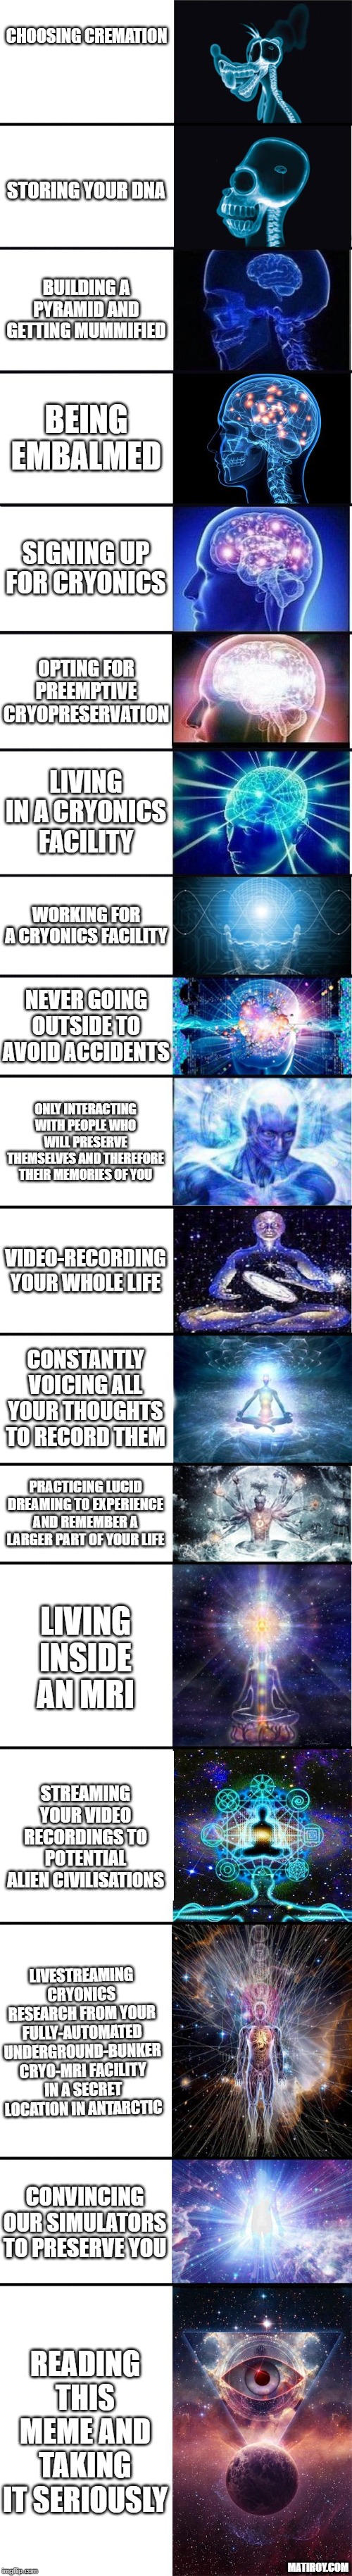 CHOOSING CREMATION
STORING YOUR DNA
BUILDING A
PYRAMID AND
GETTING MUMMIFIED
BEING
EMBALMED
SIGNING UP
FOR CRYONICS
OPTING FOR
PREEMPTIVE
CRYOPRESERVATION
LIVING
IN A CRYONICS
FACILITY
WORKING FOR
A CRYONICS FACILITY
NEVER GOING
OUTSIDE TO
AVOID ACCIDENTS
ONLY INTERACTING
WITH PEOPLE WHO
WILL PRESERVE
THEMSELVES AND THEREFORE
THEIR MEMORIES OF YOU
VIDEO-RECORDING
YOUR WHOLE LIFE
CONSTANTLY
VOICING ALL
YOUR THOUGHTS
TO RECORD THEM
PRACTICING LUCID
DREAMING TO EXPERIENCE
AND REMEMBER A
LARGER PART OF YOUR LIFE
LIVING
INSIDE
AN MRI
STREAMING
YOUR VIDEO
RECORDINGS TO
POTENTIAL
ALIEN CIVILISATIONS
LIVESTREAMING
CRYONICS
RESEARCH FROM YOUR
FULLY-AUTOMATED
UNDERGROUND-BUNKER
CRYO-MRI FACILITY
IN A SECRET
LOCATION IN ANTARCTIC
CONVINCING
OUR SIMULATORS
TO PRESERVE YOU
READING
THIS
MEME AND
TAKING
IT SERIOUSLY
MATIROY.COM
imgflip.com